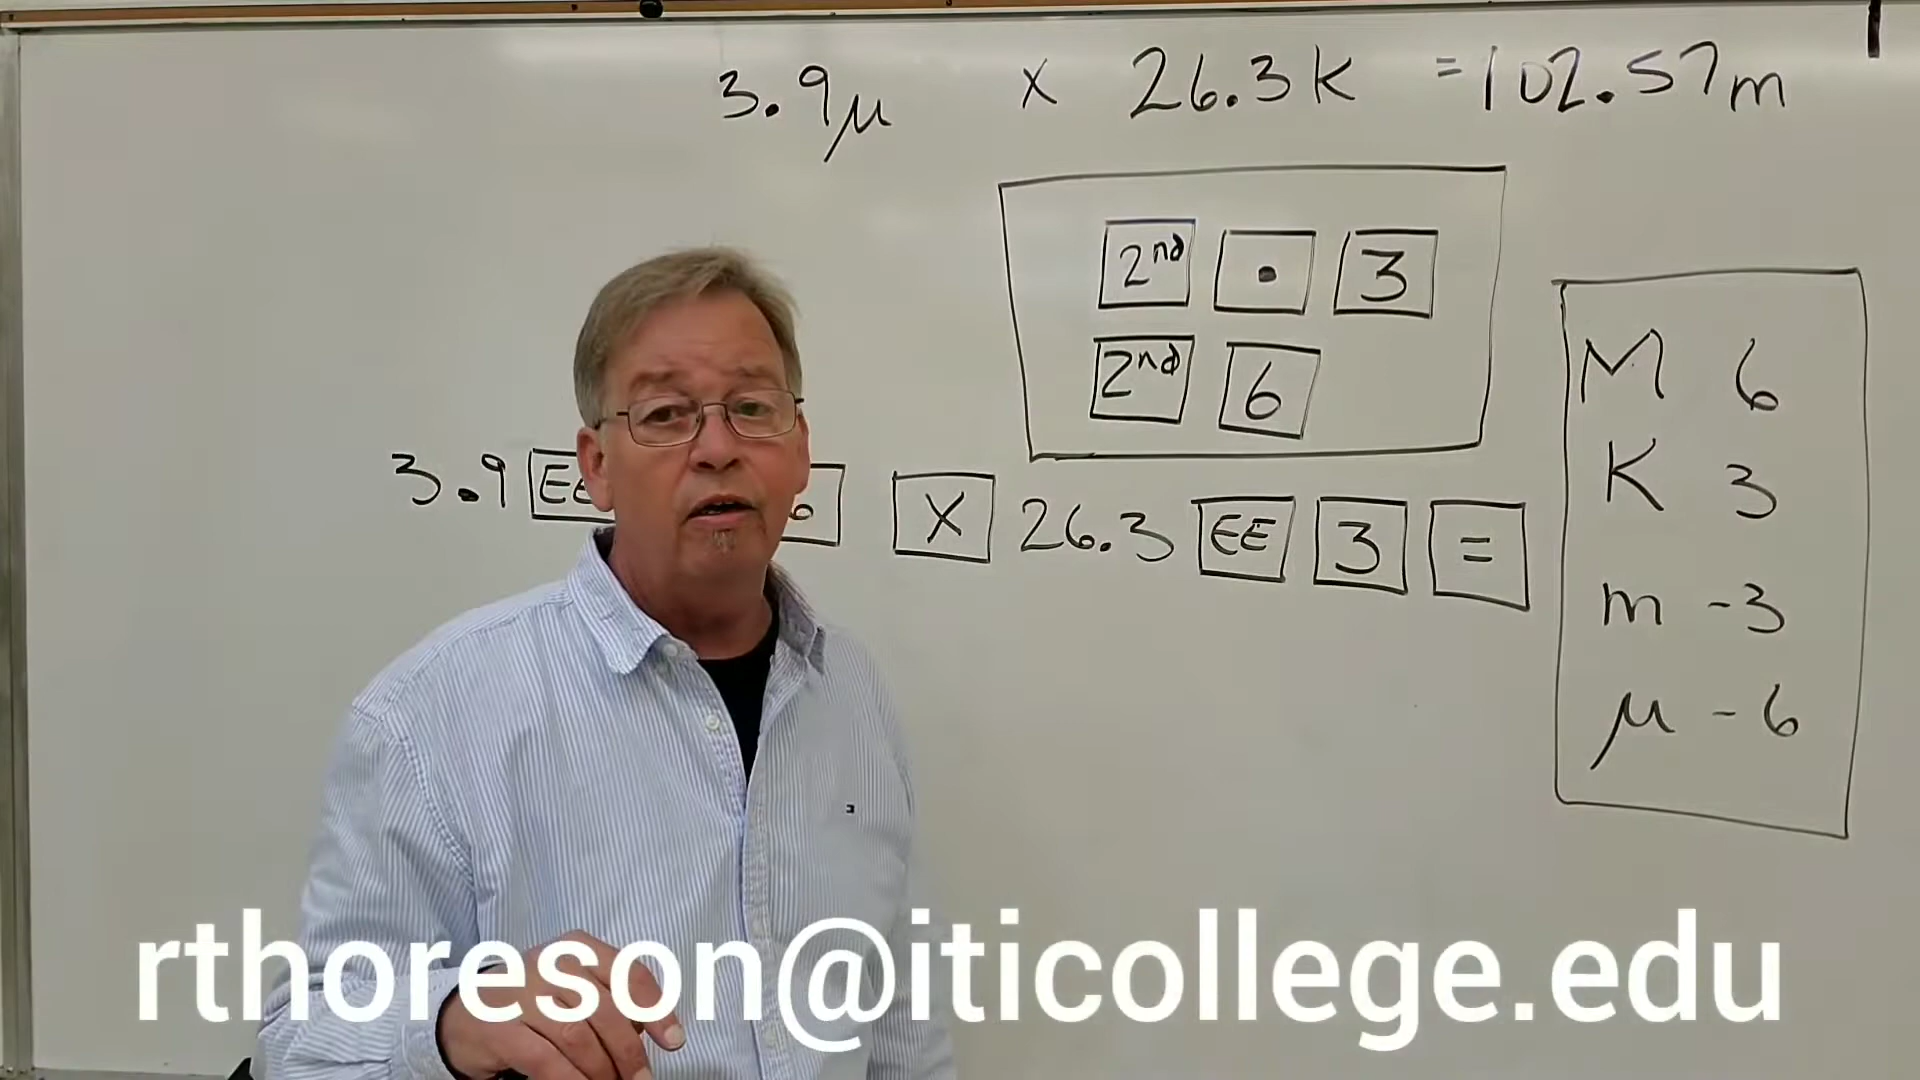 3.9µ x 26.3K =102.57m
2nd • 3
2nd 6
3.9 EE 6 X 26.3 EE 3 =
M 6
K 3
m -3
µ -6
rthoreson@iticollege.edu